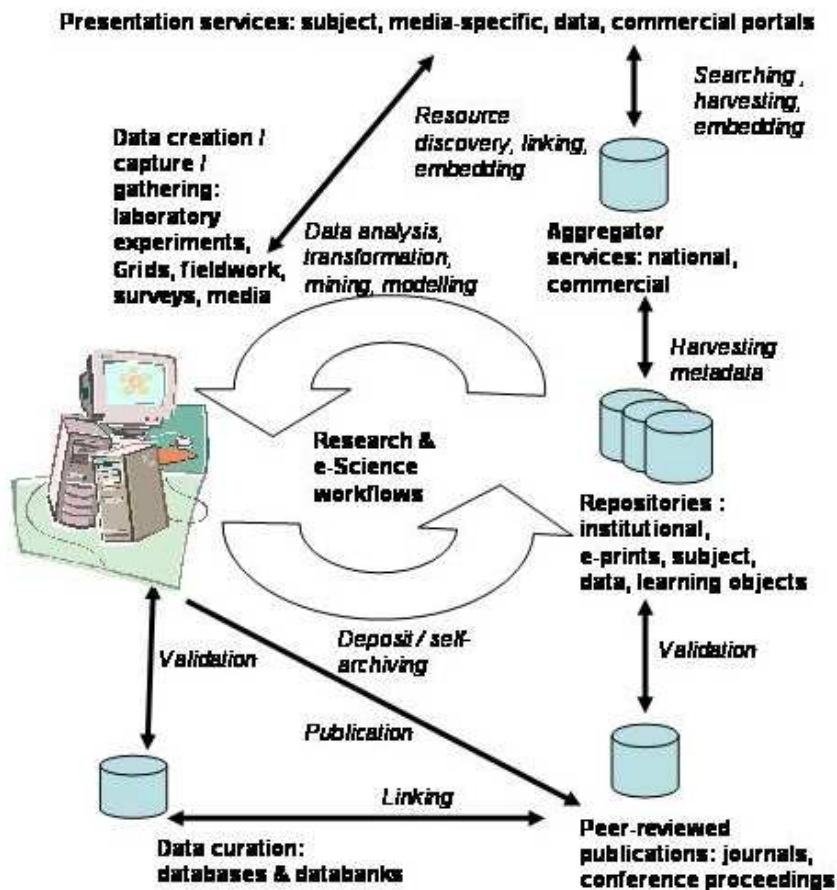 Presentation services: subject, media-specific, data, commercial portals
Searching ,
harvesting,
embedding
Resource
discovery, linking,
embedding
Data creation /
capture /
gathering:
laboratory
experiments,
Grids, fieldwork,
surveys, media
Data analysis,
transformation,
mining, modelling
Aggregator
services: national,
commercial
Harvesting
metadata
Research &
e-Science
workflows
Repositories :
institutional,
e-prints, subject,
data, learning objects
Deposit / self-
archiving
Validation
Validation
Publication
Linking
Data curation:
databases & databanks
Peer-reviewed
publications: journals,
conference proceedings